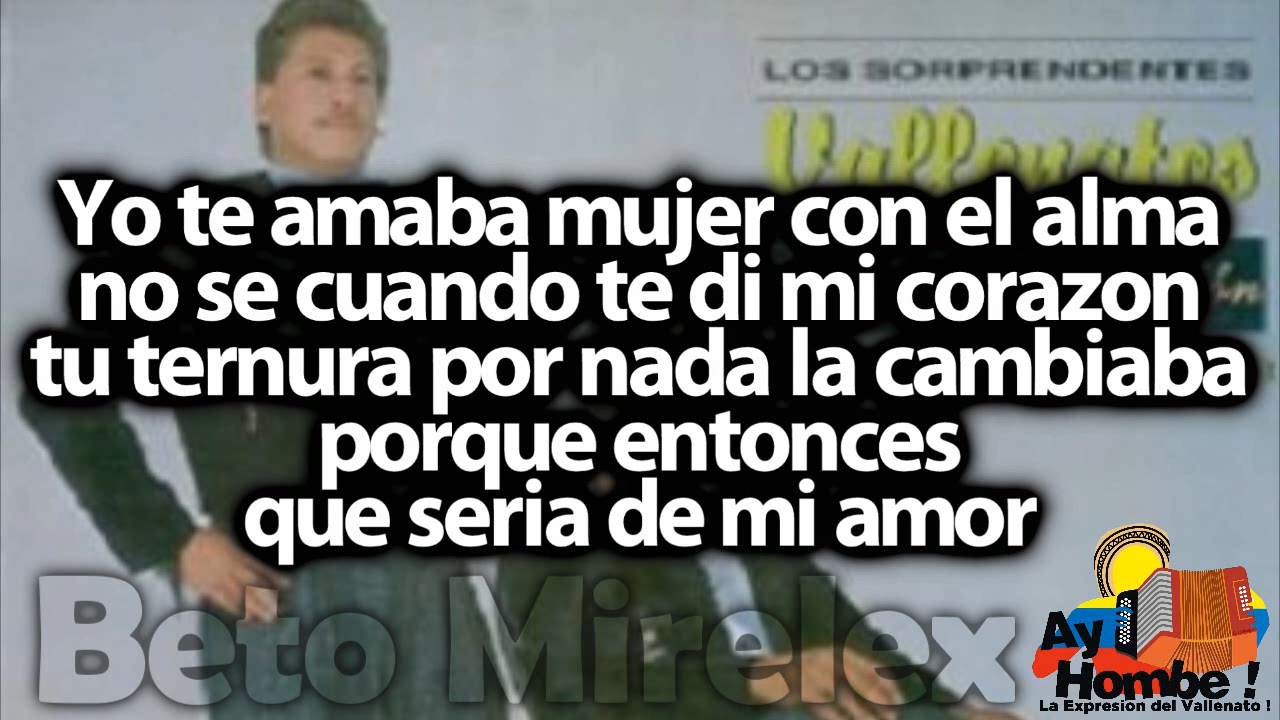 LOS SORPRENDENTES
Vallenatos
Yo te amaba mujer con el alma
no se cuando te di mi corazon
tu ternura por nada la cambiaba
porque entonces
que seria de mi amor
Beto Mirelex
Ay
Hombe !
La Expresion del Vallenato !